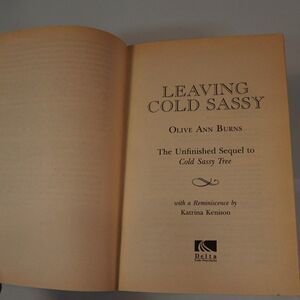 LEAVING
COLD SASSY
OLIVE ANN BURNS
The Unfinished Sequel to
Cold Sassy Tree
with a Reminiscence by
Katrina Kenison
Delta